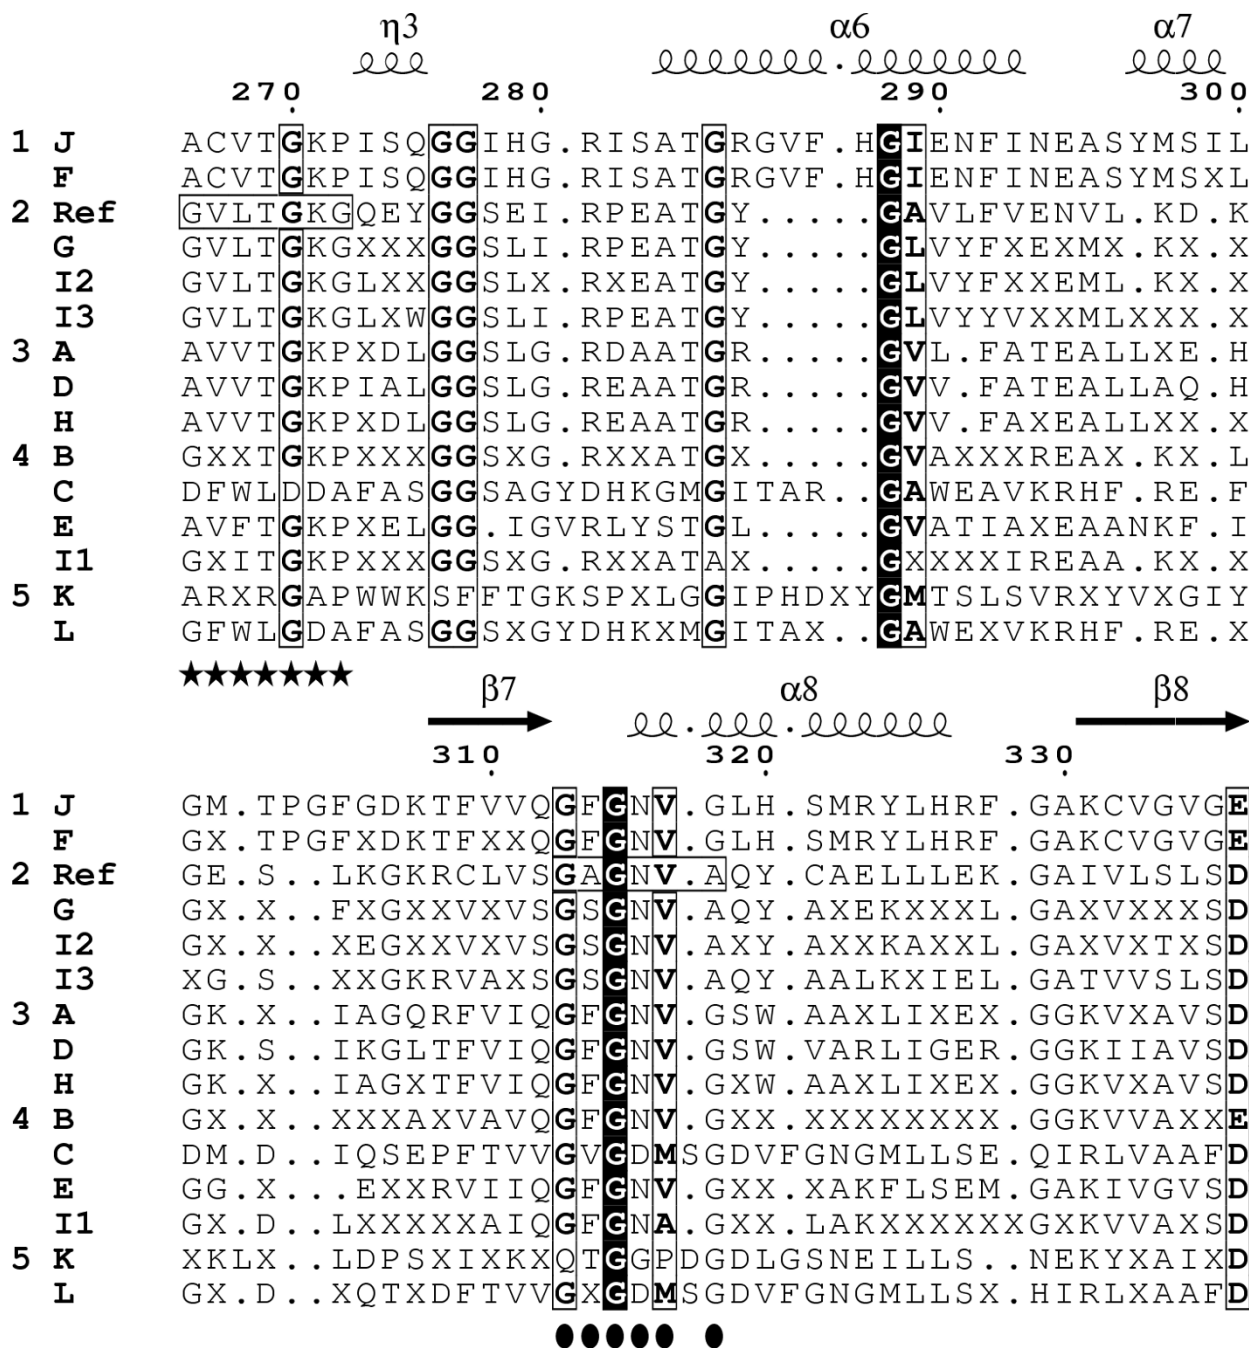 η3 α6 α7
270 280 290 300
1 J ACVTGKPISQGGIHG.RISATGRGVF.HGIENFINEASYMSIL
F ACVTGKPISQGGIHG.RISATGRGVF.HGIENFINEASYMSXL
2 Ref GVLTGKGQEYGGSEI.RPEATGY.....GAVLFVENVL.KD.K
G GVLTGKGXXXGGSLI.RPEATGY.....GLVYFXEXMX.KX.X
I2 GVLTGKGLXXGGSLX.RXEATGY.....GLVYFXXEML.KX.X
I3 GVLTGKGLXWGGSLI.RPEATGY.....GLVYYVXXMLXXX.X
3 A AVVTGKPXDLGGSLG.RDAATGR.....GVL.FATEALLXE.H
D AVVTGKPIALGGSLG.REAATGR.....GVV.FATEALLAQ.H
H AVVTGKPXDLGGSLG.REAATGR.....GVV.FAXEALLXX.X
4 B GXXTGKPXXXGGSXG.RXXATGX.....GVAXXXREAX.KX.L
C DFWLDDAFASGGSAGYDHKGMGITAR..GAWEAVKRHF.RE.F
E AVFTGKPXELGG.IGVRLYSTGL.....GVATIAXEAANKF.I
I1 GXITGKPXXXGGSXG.RXXATAX.....GXXXXIREAA.KX.X
5 K ARXRGAPWWKSFFTGKSPXLGGIPHDXYGMTSLSVRXYVXGIY
L GFWLGDAFASGGSXGYDHKXMGITAX..GAWEXVKRHF.RE.X
★★★★★★★
β7 α8 β8
310 320 330
1 J GM.TPGFGDKTFVVQGFGNV.GLH.SMRYLHRF.GAKCVGVGE
F GX.TPGFXDKTFXXQGFGNV.GLH.SMRYLHRF.GAKCVGVGE
2 Ref GE.S..LKGKRCLVSGAGNV.AQY.CAELLLEK.GAIVLSLSD
G GX.X..FXGXXVXVSGSGNV.AQY.AXEKXXXL.GAXVXXXSD
I2 GX.X..XEGXXVXVSGSGNV.AXY.AXXKAXXL.GAXVXTXSD
I3 XG.S..XXGKRVAXSGSGNV.AQY.AALKXIEL.GATVVSLSD
3 A GK.X..IAGQRFVIQGFGNV.GSW.AAXLIXEX.GGKVXAVSD
D GK.S..IKGLTFVIQGFGNV.GSW.VARLIGER.GGKIIAVSD
H GK.X..IAGXTFVIQGFGNV.GXW.AAXLIXEX.GGKVXAVSD
4 B GX.X..XXXAXVAVQGFGNV.GXX.XXXXXXXX.GGKVVAXXE
C DM.D..IQSEPFTVVGVGDMSGDVFGNGMLLSE.QIRLVAAFD
E GG.X...EXXRVIIQGFGNV.GXX.XAKFLSEM.GAKIVGVSD
I1 GX.D..LXXXXXAIQGFGNA.GXX.LAKXXXXXXGXKVVAXSD
5 K XKLX..LDPSXIXKXQTGGPDGDLGSNEILLS..NEKYXAIXD
L GX.D..XQTXDFTVVGXGDMSGDVFGNGMLLSX.HIRLXAAFD